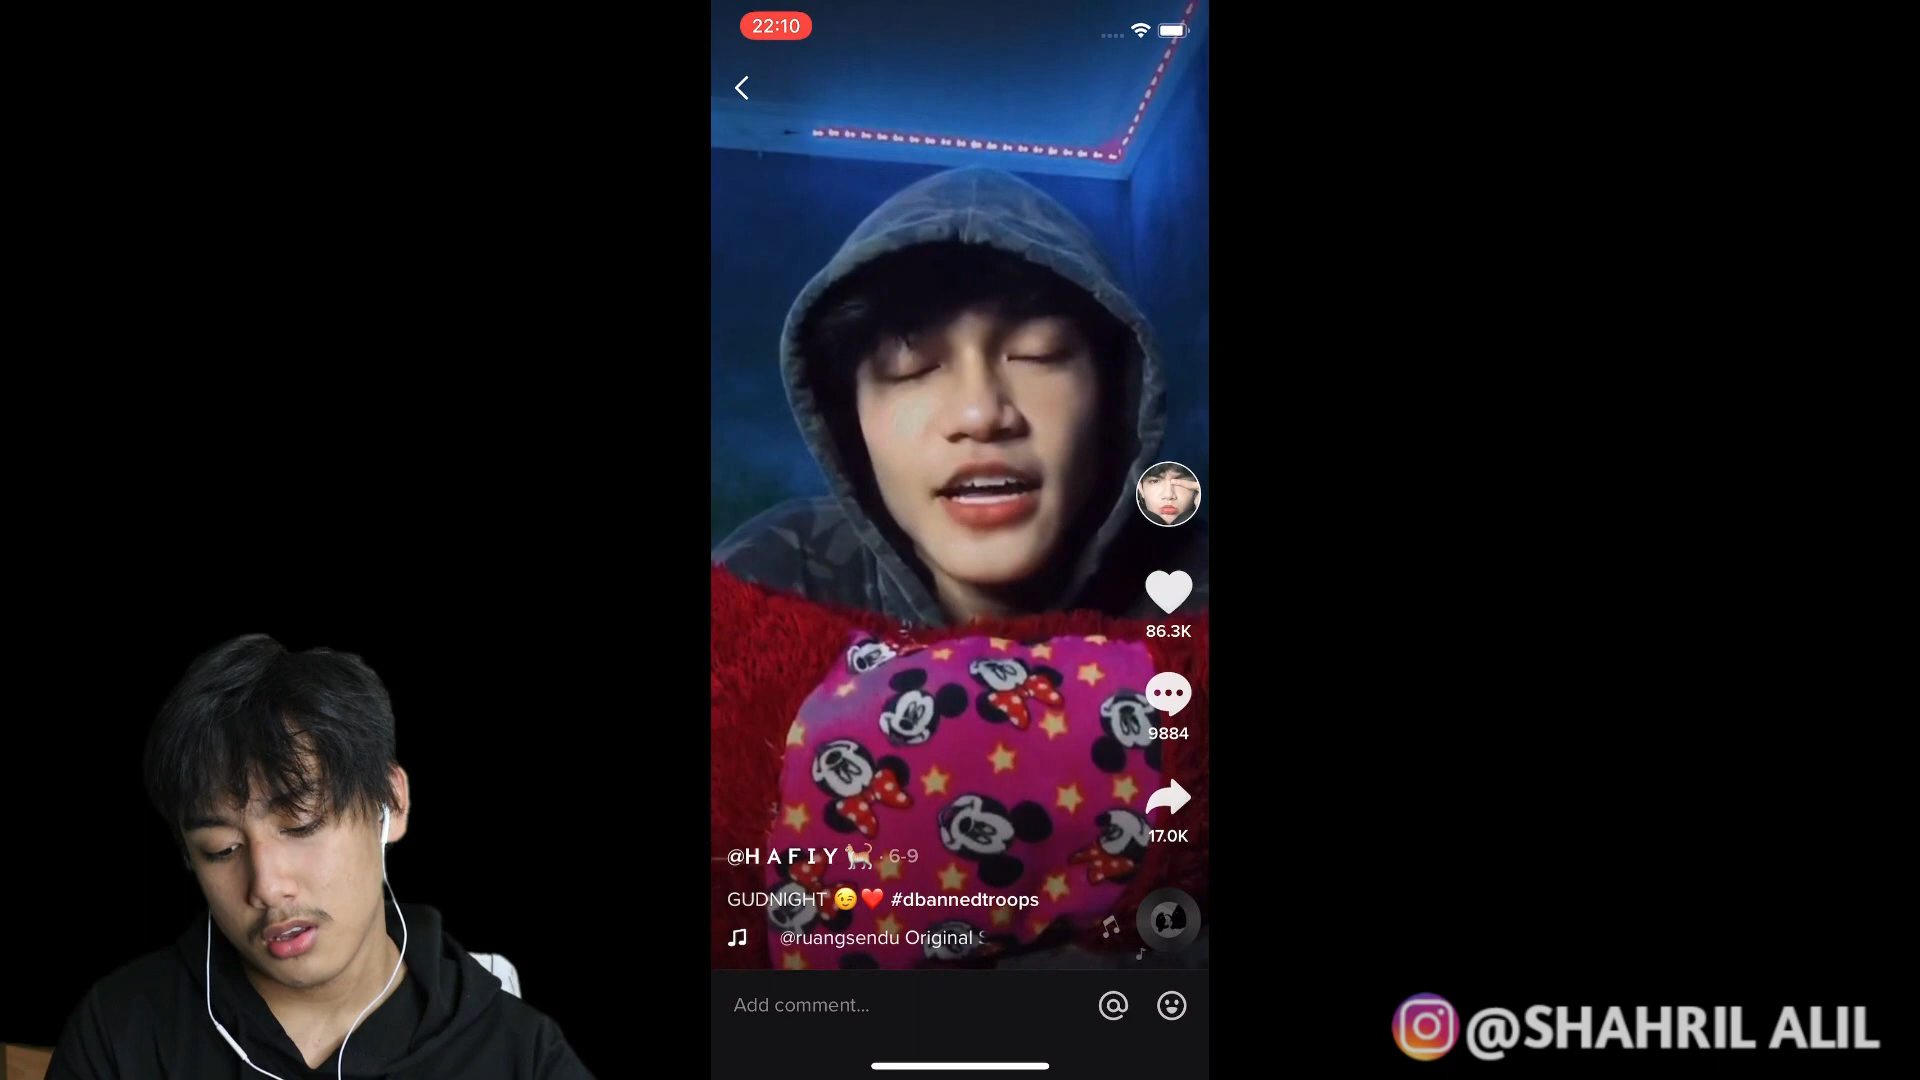 22:10
86.3K
9884
17.0K
@H A F I Y · 6-9
GUDNIGHT 😉❤️ #dbannedtroops
@ruangsendu Original
Add comment...
@SHAHRIL ALIL